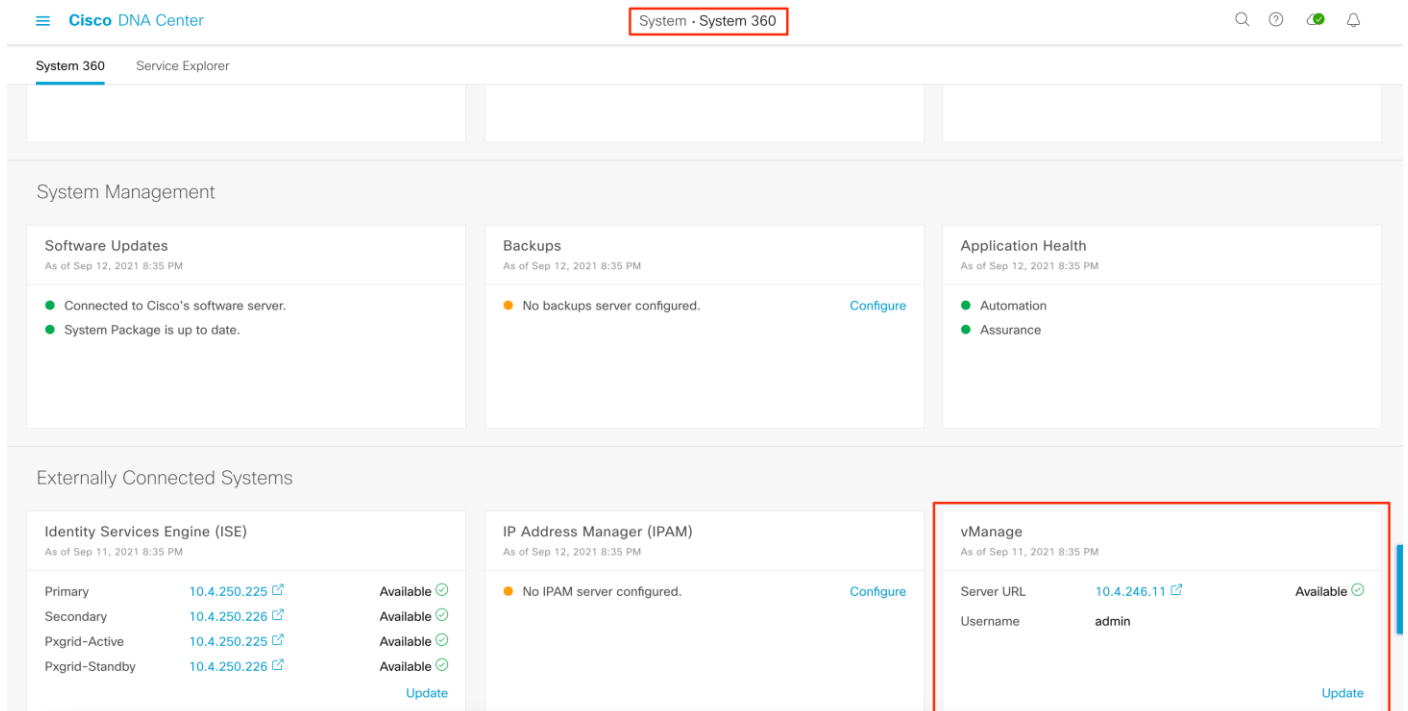 Cisco DNA Center
System · System 360
System 360 Service Explorer
System Management
Software Updates
As of Sep 12, 2021 8:35 PM
Connected to Cisco's software server.
System Package is up to date.
Backups
As of Sep 12, 2021 8:35 PM
No backups server configured. Configure
Application Health
As of Sep 12, 2021 8:35 PM
Automation
Assurance
Externally Connected Systems
Identity Services Engine (ISE)
As of Sep 11, 2021 8:35 PM
Primary 10.4.250.225 Available
Secondary 10.4.250.226 Available
Pxgrid-Active 10.4.250.225 Available
Pxgrid-Standby 10.4.250.226 Available
Update
IP Address Manager (IPAM)
As of Sep 12, 2021 8:35 PM
No IPAM server configured. Configure
vManage
As of Sep 11, 2021 8:35 PM
Server URL 10.4.246.11 Available
Username admin
Update